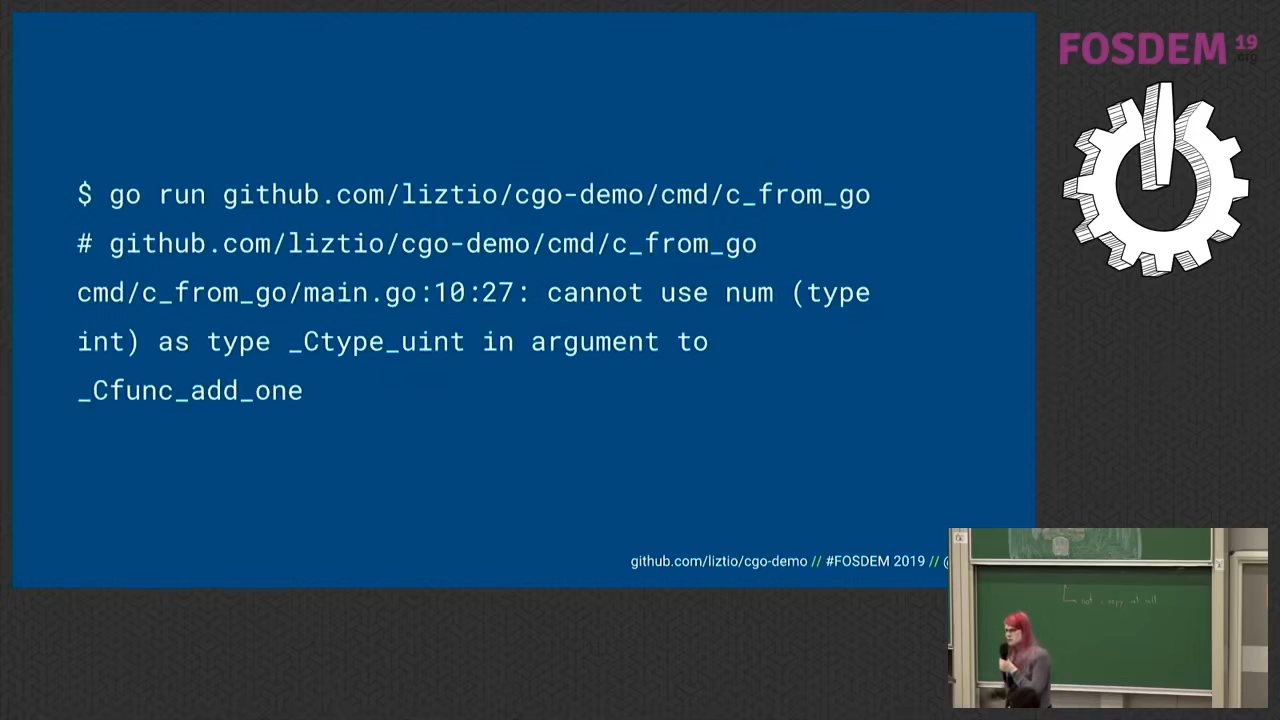 FOSDEM 19
.org
$ go run github.com/liztio/cgo-demo/cmd/c_from_go
# github.com/liztio/cgo-demo/cmd/c_from_go
cmd/c_from_go/main.go:10:27: cannot use num (type
int) as type _Ctype_uint in argument to
_Cfunc_add_one
github.com/liztio/cgo-demo // #FOSDEM 2019 // @